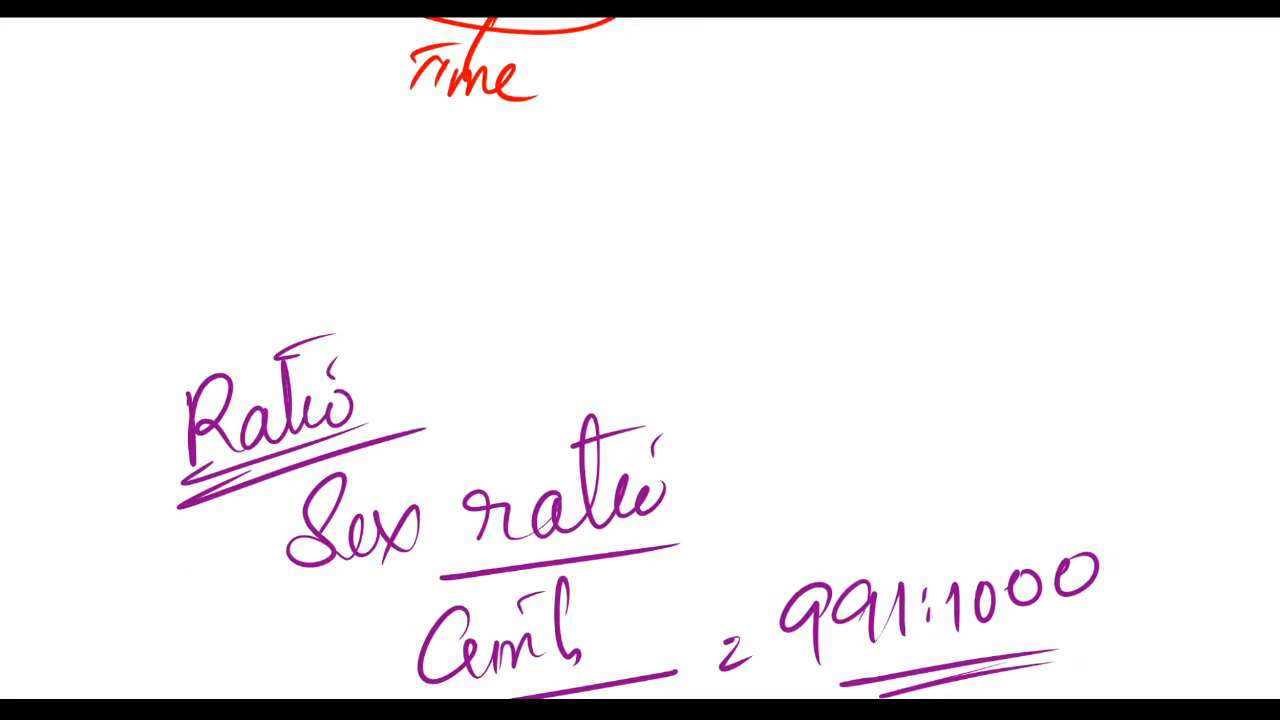 Time
Ratio
Sex ratio
= 991:1000